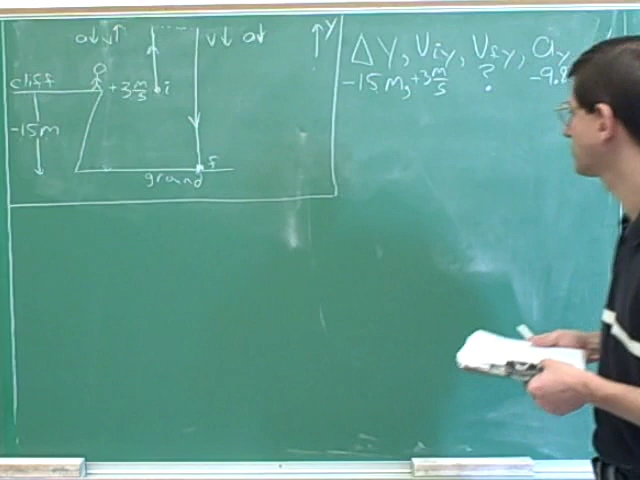 a↓ v↑
v↓ a↓
↑Y
cliff
+3 m/s i
-15m
f
ground
ΔY, Viy, Vfy, ay
-15m, +3 m/s ? -9.8